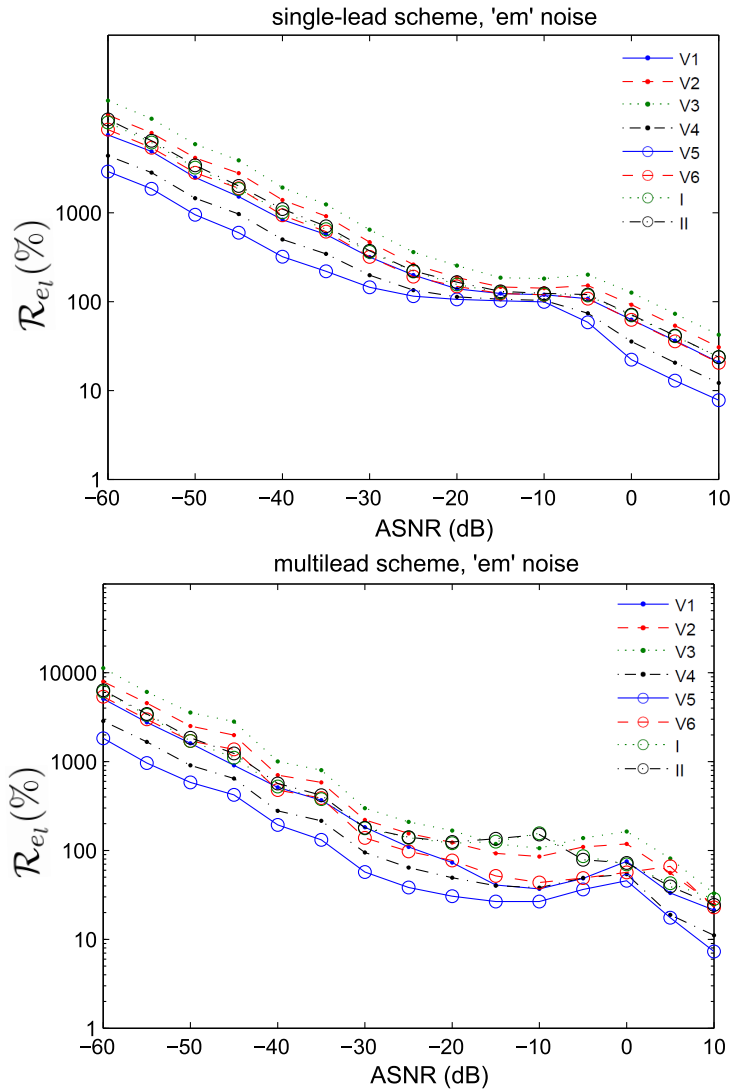 single-lead scheme, 'em' noise
V1
V2
V3
V4
V5
V6
I
II
1000
100
10
1
ℛel(%)
−60 −50 −40 −30 −20 −10 0 10
ASNR (dB)
multilead scheme, 'em' noise
V1
V2
V3
V4
V5
V6
I
II
10000
1000
100
10
1
ℛel(%)
−60 −50 −40 −30 −20 −10 0 10
ASNR (dB)